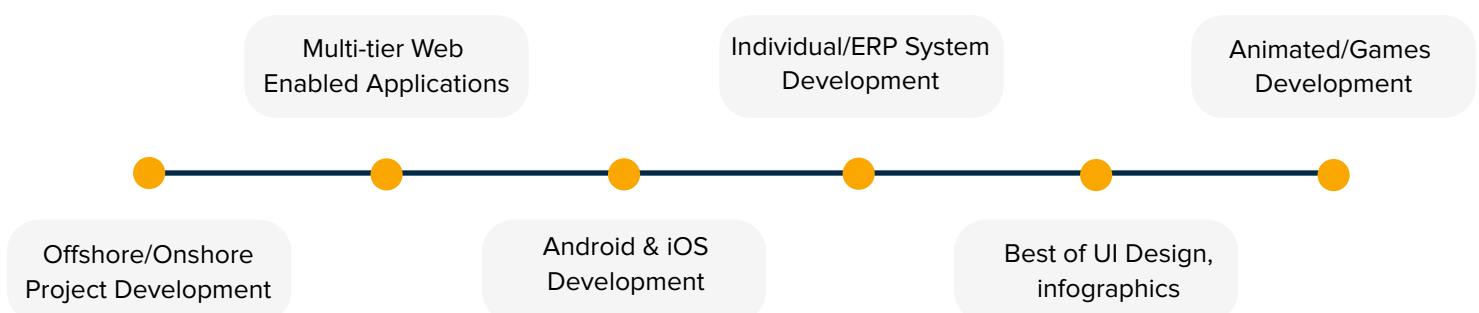 Multi-tier Web
Enabled Applications
Individual/ERP System
Development
Animated/Games
Development
Offshore/Onshore
Project Development
Android & iOS
Development
Best of UI Design,
infographics